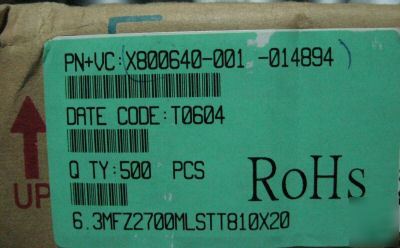 PN+VC:X800640-001 -014894
DATE CODE:T0604
Q TY:500 PCS
RoHs
UP
6.3MFZ2700MLSTT810X20